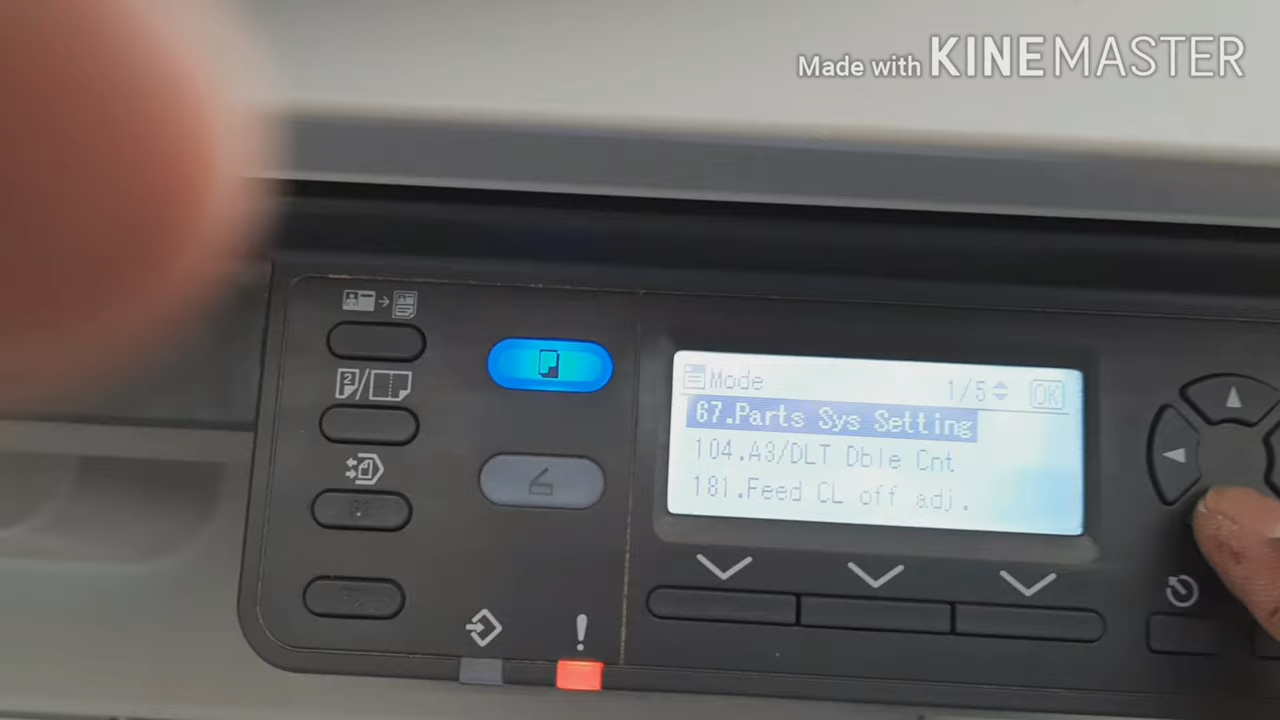 Made with KINEMASTER
Mode 1/5 OK
67.Parts Sys Setting
104.A3/DLT Dble Cnt
181.Feed CL off adj.
2
!